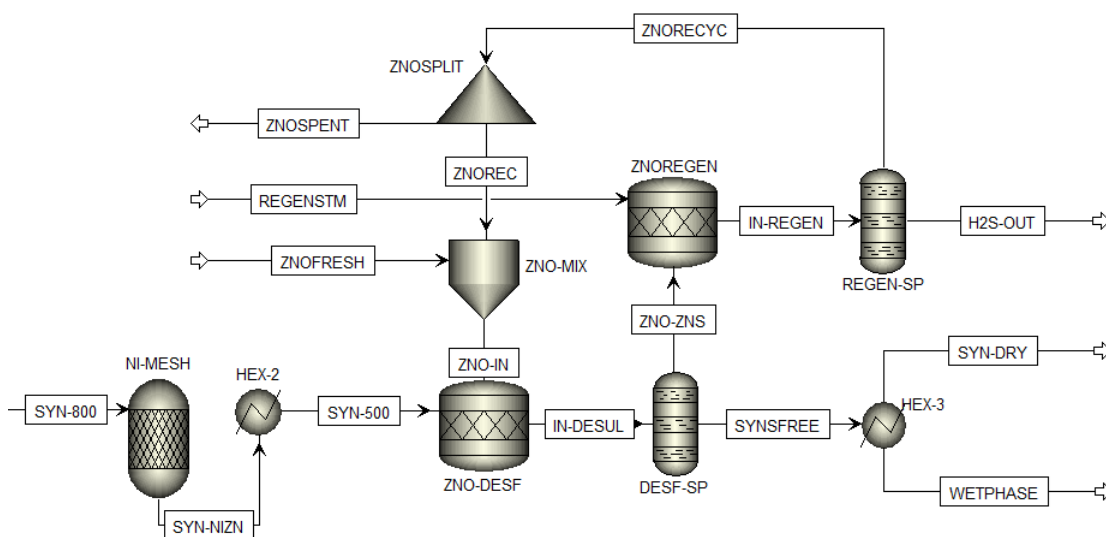 ZNORECYC
ZNOSPLIT
ZNOSPENT
ZNOREC
ZNOREGEN
REGENSTM
IN-REGEN
H2S-OUT
ZNOFRESH
ZNO-MIX
REGEN-SP
ZNO-ZNS
NI-MESH
HEX-2
ZNO-IN
SYN-DRY
SYN-800
SYN-500
IN-DESUL
SYNSFREE
HEX-3
ZNO-DESF
DESF-SP
WETPHASE
SYN-NIZN